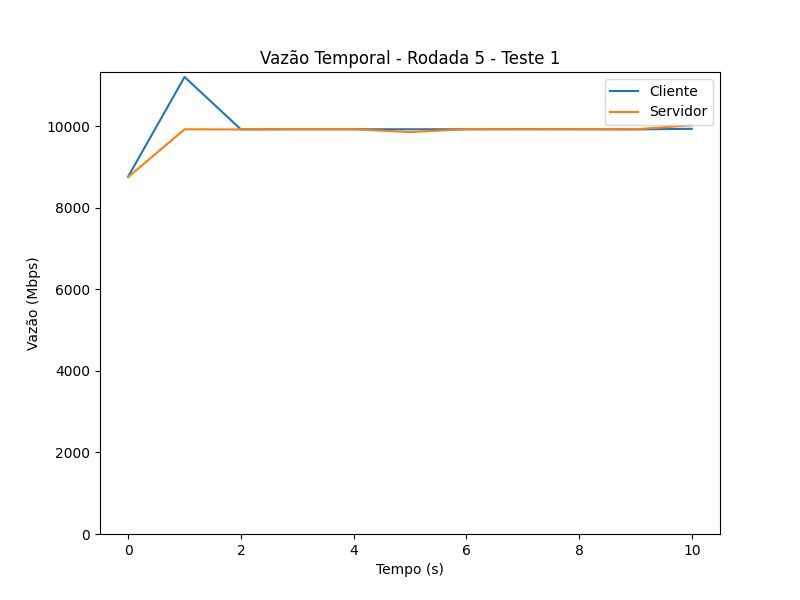 Vazão Temporal - Rodada 5 - Teste 1
Cliente
Servidor
Vazão (Mbps)
10000
8000
6000
4000
2000
0
0 2 4 6 8 10
Tempo (s)